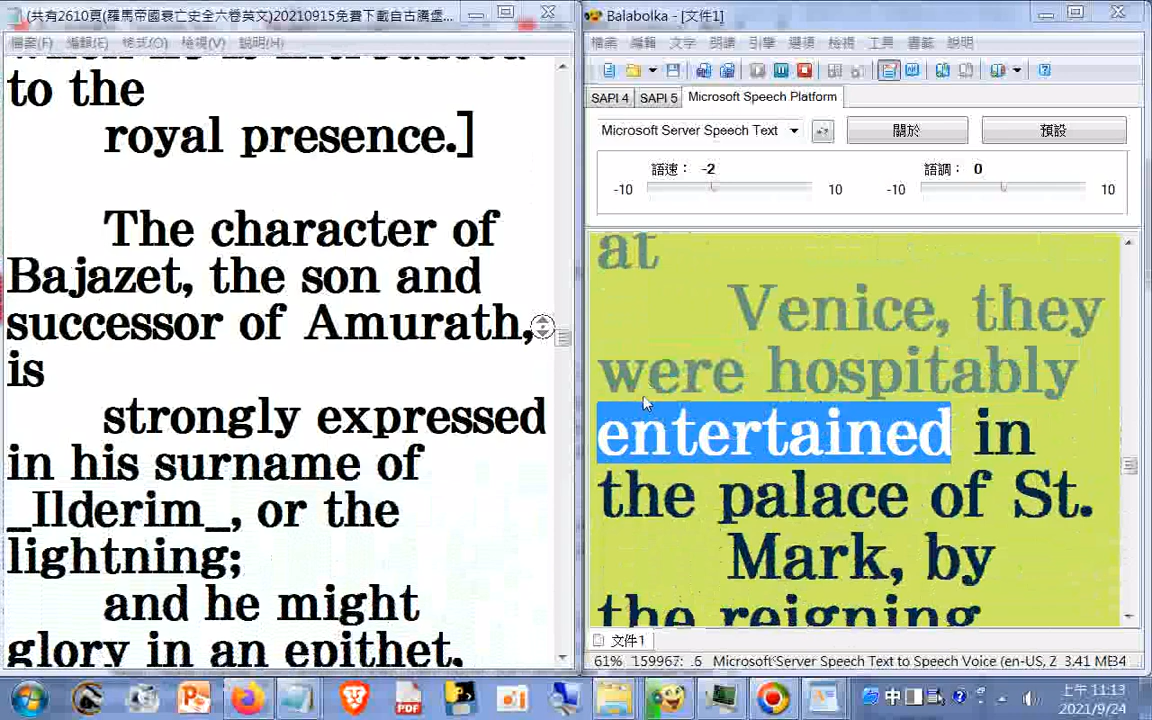 (共有2610頁(羅馬帝國衰亡史全六卷英文)20210915免費下載自古騰堡...
檔案(F) 編輯(E) 格式(O) 檢視(V) 說明(H)
to the
royal presence.]
The character of
Bajazet, the son and
successor of Amurath,
is
strongly expressed
in his surname of
_Ilderim_, or the
lightning;
and he might
glory in an epithet,
Balabolka - [文件1]
檔案 編輯 文字 朗讀 引擎 選項 檢視 工具 書籤 說明
SAPI 4 SAPI 5 Microsoft Speech Platform
Microsoft Server Speech Text 關於 預設
語速: -2 語調: 0
-10 10 -10 10
at
Venice, they
were hospitably
entertained in
the palace of St.
Mark, by
the reigning
文件1
61% 159967: .6 Microsoft Server Speech Text to Speech Voice (en-US, Z 3.41 MB34
中 上午 11:13
2021/9/24